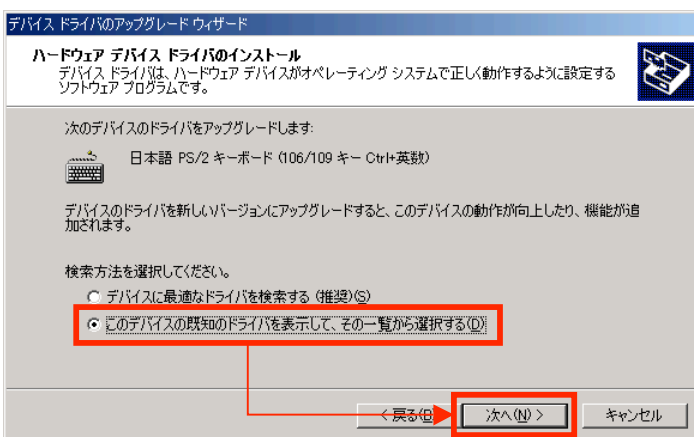 デバイス ドライバのアップグレード ウィザード
ハードウェア デバイス ドライバのインストール
デバイス ドライバは、ハードウェア デバイスがオペレーティング システムで正しく動作するように設定する
ソフトウェア プログラムです。
次のデバイスのドライバをアップグレードします:
日本語 PS/2 キーボード (106/109 キー Ctrl+英数)
デバイスのドライバを新しいバージョンにアップグレードすると、このデバイスの動作が向上したり、機能が追
加されます。
検索方法を選択してください。
デバイスに最適なドライバを検索する (推奨)(S)
このデバイスの既知のドライバを表示して、その一覧から選択する(D)
< 戻る(B) 次へ(N) > キャンセル